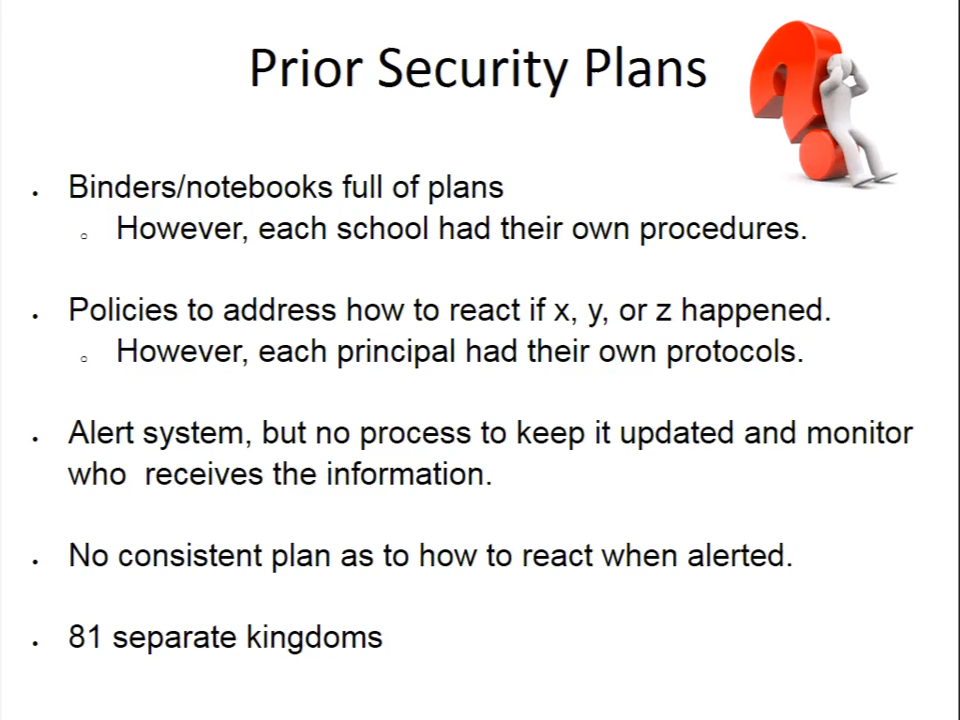 Prior Security Plans
• Binders/notebooks full of plans
○ However, each school had their own procedures.
• Policies to address how to react if x, y, or z happened.
○ However, each principal had their own protocols.
• Alert system, but no process to keep it updated and monitor
who  receives the information.
• No consistent plan as to how to react when alerted.
• 81 separate kingdoms